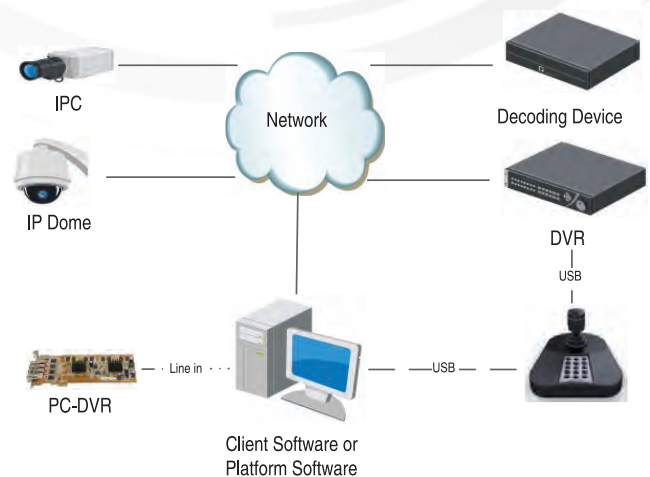 IPC
Network
Decoding Device
IP Dome
DVR
USB
Line in
USB
PC-DVR
Client Software or
Platform Software